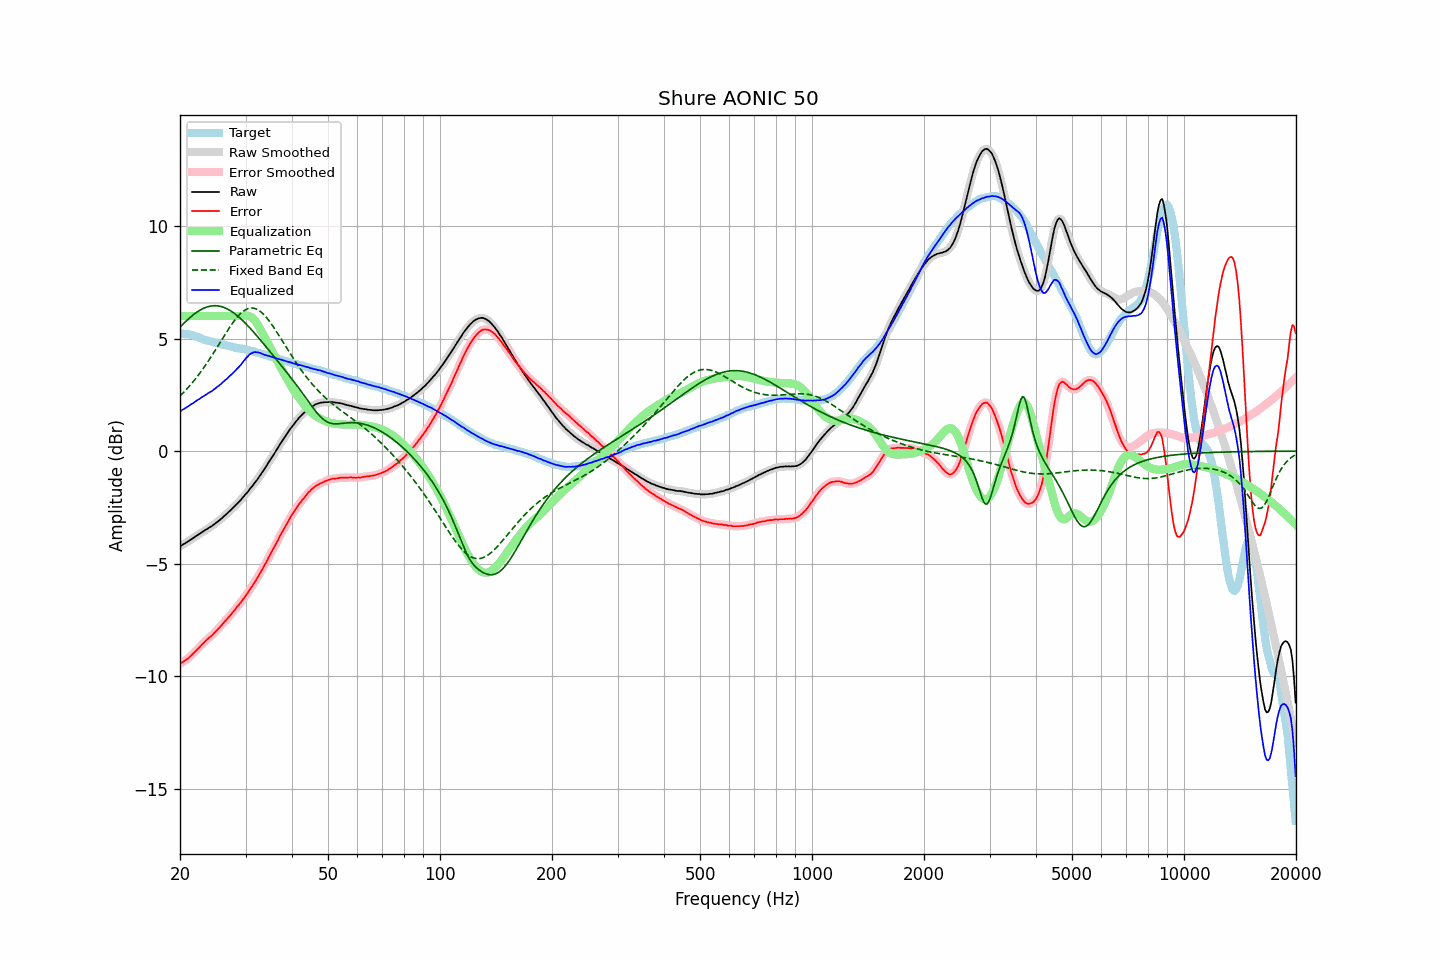 Shure AONIC 50
Target
Raw Smoothed
Error Smoothed
Raw
Error
Equalization
Parametric Eq
Fixed Band Eq
Equalized
10
5
0
−5
−10
−15
Amplitude (dBr)
20 50 100 200 500 1000 2000 5000 10000 20000
Frequency (Hz)